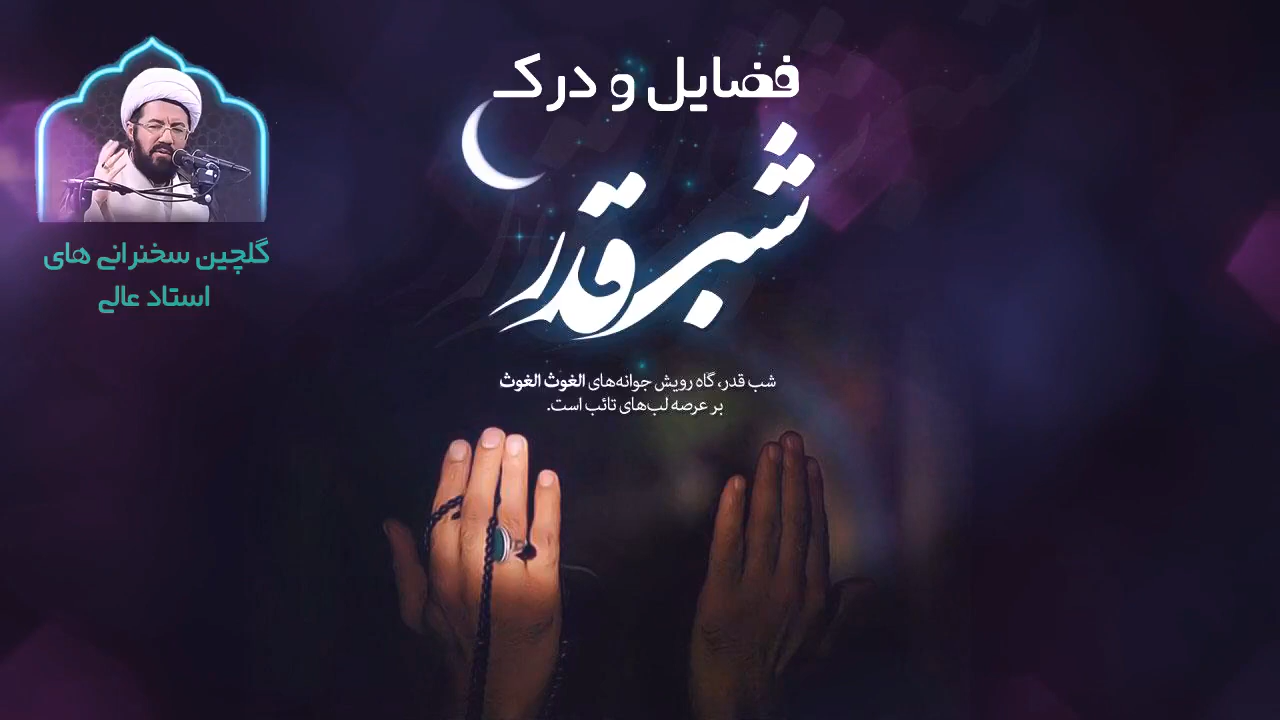 فضایل و درک
شب قدر
شب قدر، گاه رویش جوانه‌های الغوث الغوث
بر عرصه لب‌های تائب است.
گلچین سخنرانی های
استاد عالی